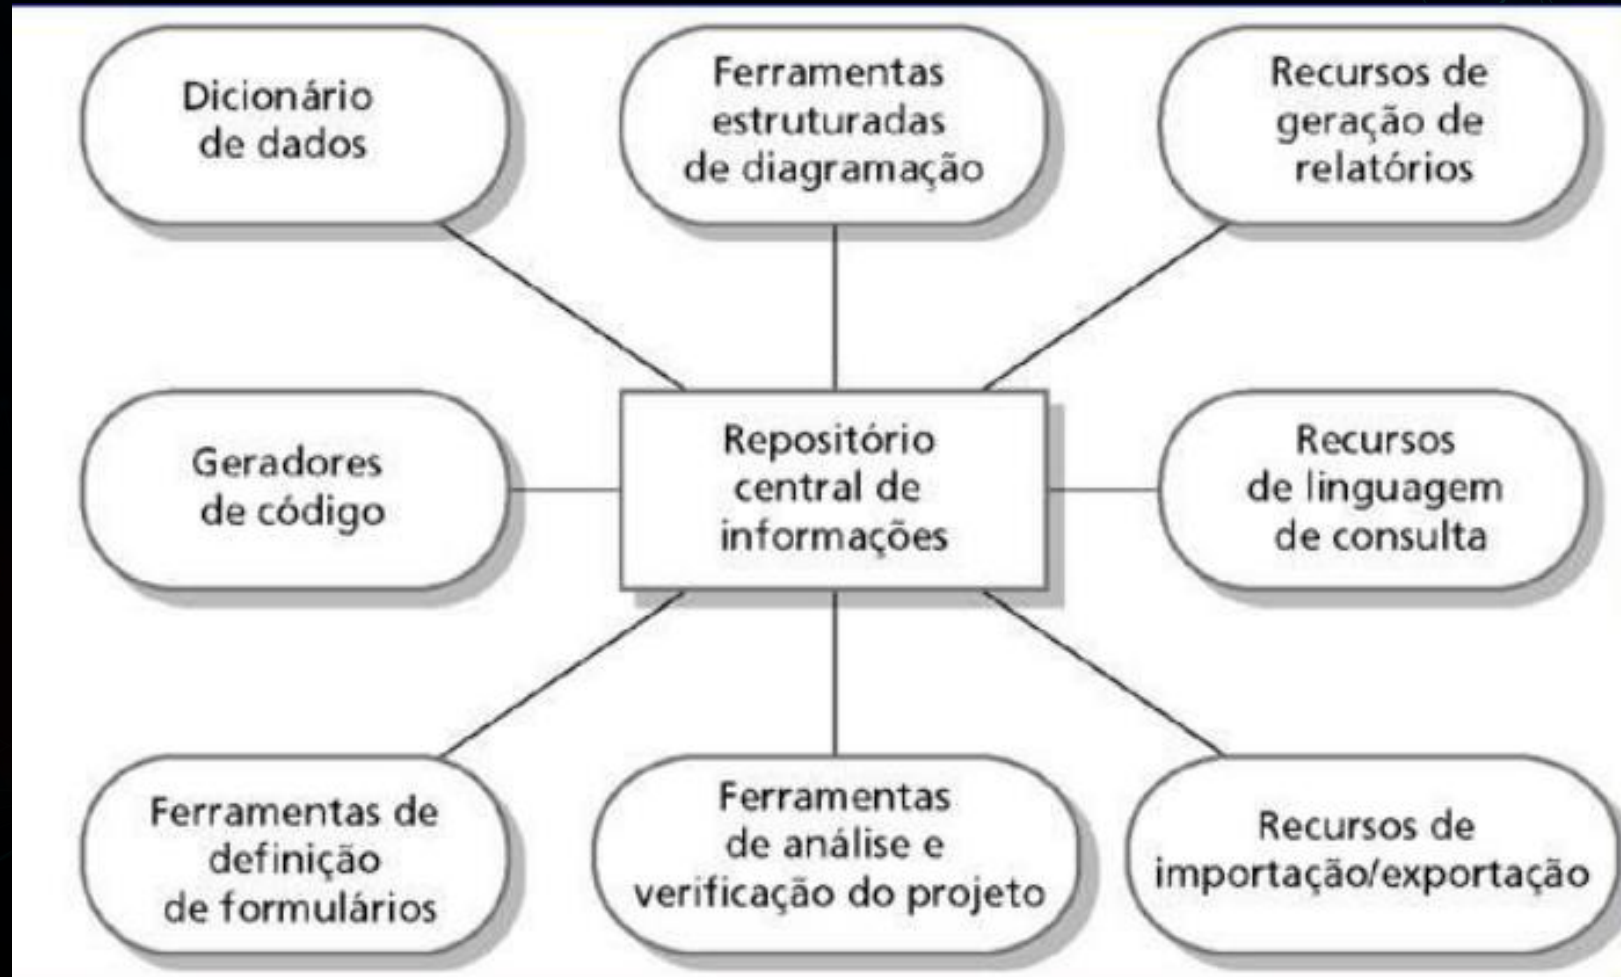 Dicionário
de dados
Ferramentas
estruturadas
de diagramação
Recursos de
geração de
relatórios
Geradores
de código
Repositório
central de
informações
Recursos
de linguagem
de consulta
Ferramentas de
definição
de formulários
Ferramentas
de análise e
verificação do projeto
Recursos de
importação/exportação